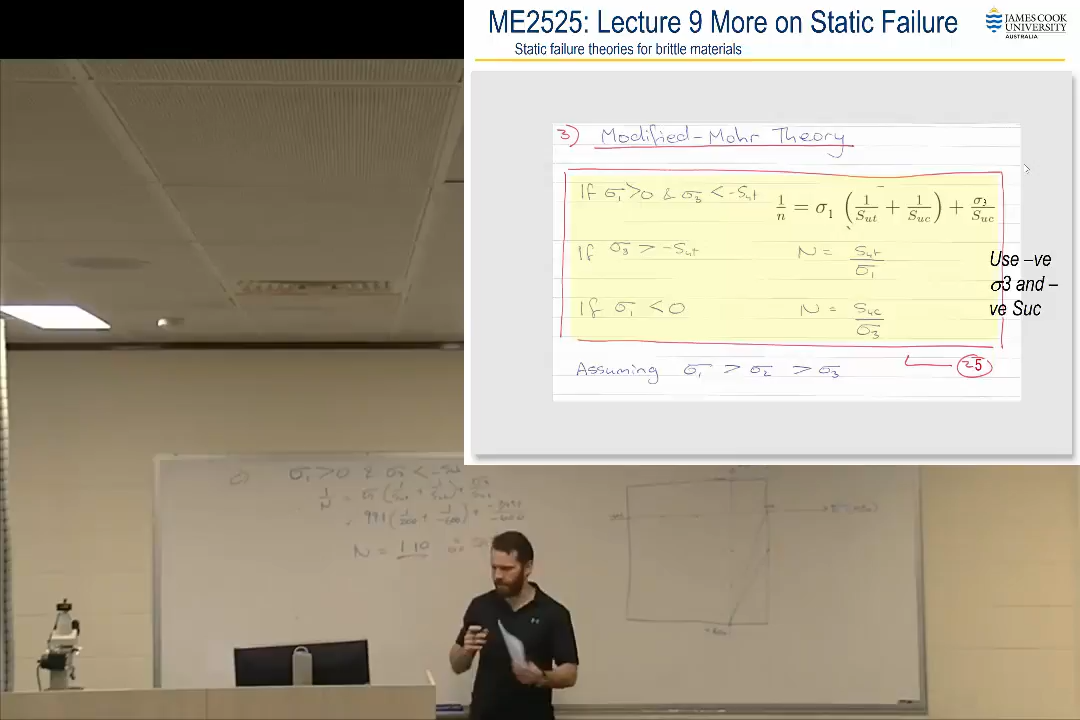 ME2525: Lecture 9 More on Static Failure
Static failure theories for brittle materials
JAMES COOK
UNIVERSITY
AUSTRALIA
3) Modified-Mohr Theory
If σ₁>0 & σ₃ < -Sut 1/n = σ₁ (1/Sut + 1/Suc) + σ₃/Suc
If σ₃ > -Sut N = Sut/σ₁
If σ₁ < 0 N = Suc/σ₃
Use –ve
σ3 and –
ve Suc
Assuming σ₁ > σ₂ > σ₃
25
σ₁ >0 & σ₃ < -Sut
N = 1.10